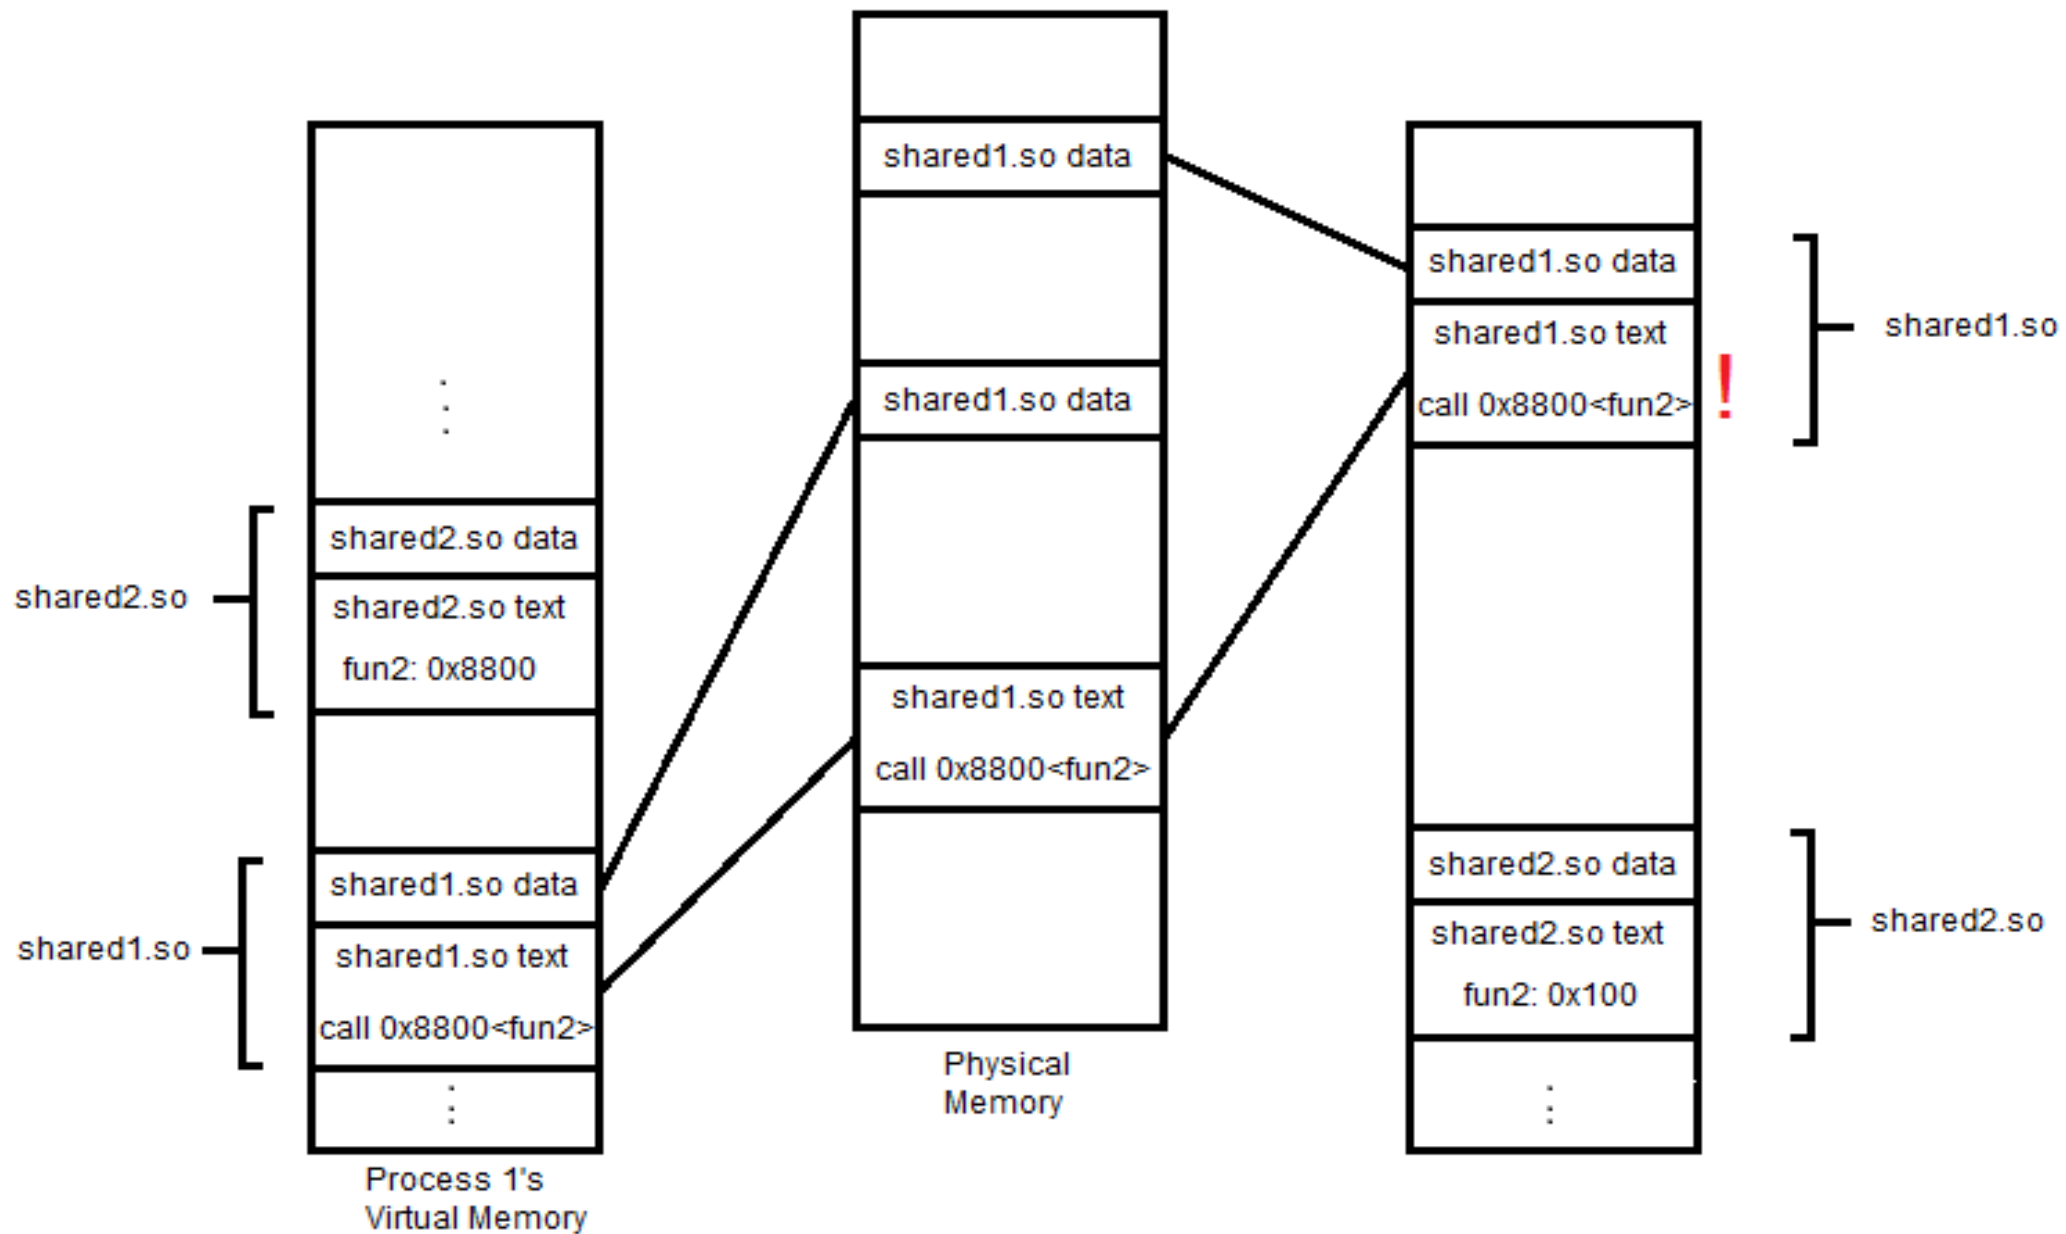 shared2.so
shared1.so
shared2.so data
shared2.so text
fun2: 0x8800
shared1.so data
shared1.so text
call 0x8800<fun2>
Process 1's
Virtual Memory
shared1.so data
shared1.so data
shared1.so text
call 0x8800<fun2>
Physical
Memory
shared1.so data
shared1.so text
call 0x8800<fun2>
!
shared2.so data
shared2.so text
fun2: 0x100
shared1.so
shared2.so